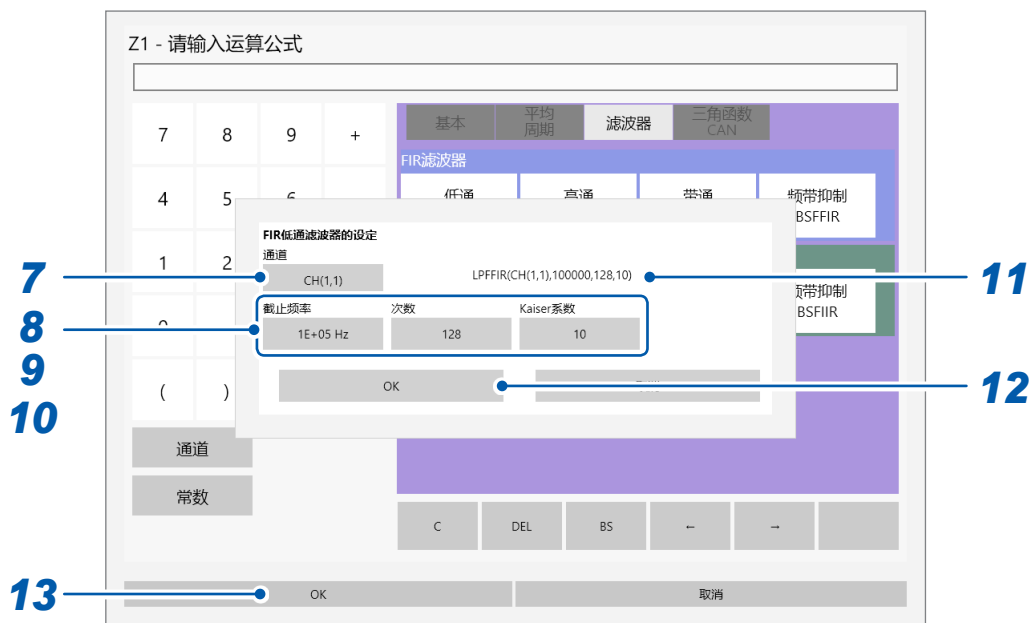 Z1 - 请输入运算公式
7
8
9
+
基本
平均
周期
滤波器
三角函数
CAN
FIR滤波器
4
5
低通
高通
带通
频带抑制
BSFFIR
FIR低通滤波器的设定
通道
CH(1,1)
LPFFIR(CH(1,1),100000,128,10)
1
2
频带抑制
BSFIIR
截止频率
次数
Kaiser系数
1E+05 Hz
128
10
OK
(
)
通道
常数
C
DEL
BS
←
→
OK
取消
7
8
9
10
11
12
13